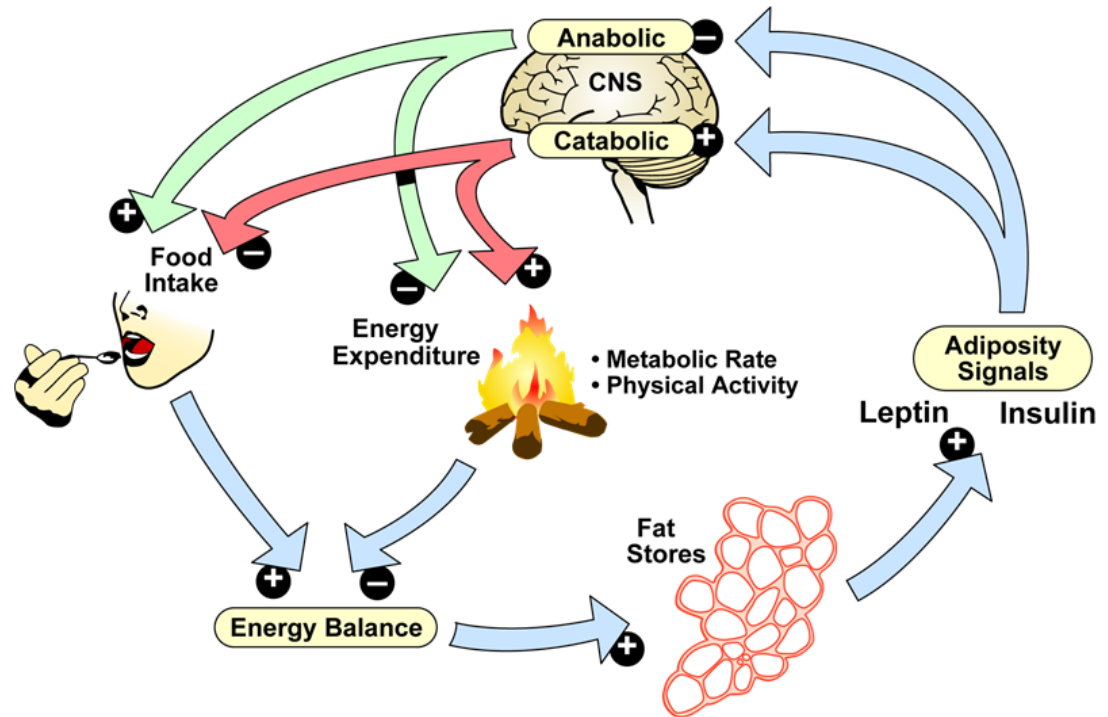 Anabolic
−
CNS
Catabolic
+
+
Food
Intake
−
−
+
Energy
Expenditure
• Metabolic Rate
• Physical Activity
Adiposity
Signals
Leptin
Insulin
+
Fat
Stores
+
−
Energy Balance
+